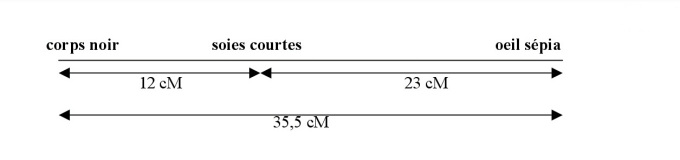 corps noir soies courtes oeil sépia
12 cM 23 cM
35,5 cM